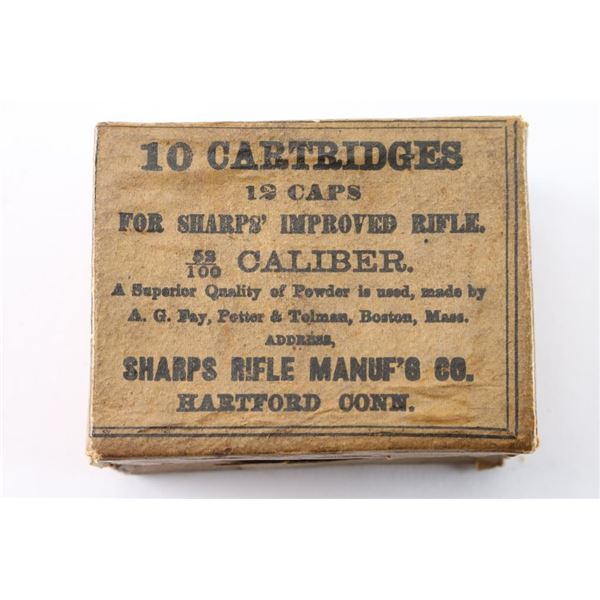 10 CARTRIDGES
12 CAPS
FOR SHARPS' IMPROVED RIFLE.
52/100 CALIBER.
A Superior Quality of Powder is used, made by
A. G. Fay, Potter & Tolman, Boston, Mass.
ADDRESS,
SHARPS RIFLE MANUF'G CO.
HARTFORD CONN.